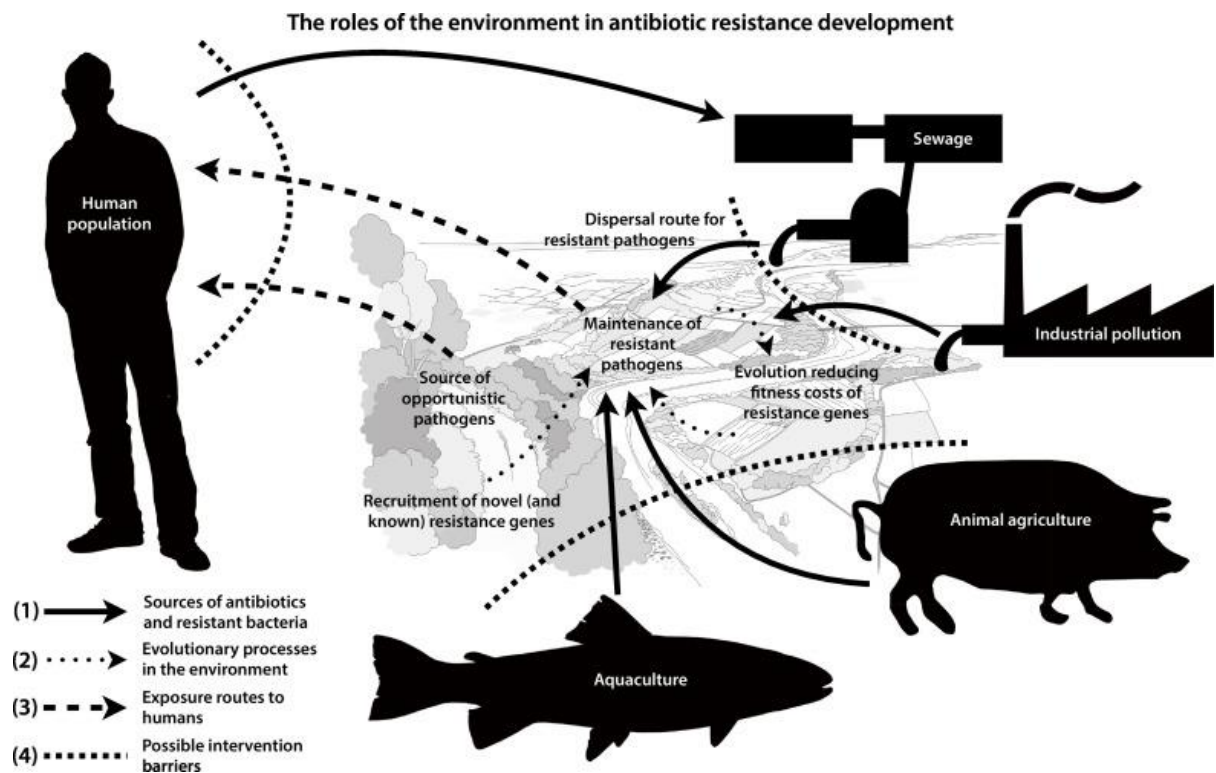 The roles of the environment in antibiotic resistance development
Human
population
Sewage
Dispersal route for
resistant pathogens
Industrial pollution
Maintenance of
resistant
pathogens
Source of
opportunistic
pathogens
Evolution reducing
fitness costs of
resistance genes
Recruitment of novel (and
known) resistance genes
Animal agriculture
Aquaculture
(1) Sources of antibiotics
and resistant bacteria
(2) Evolutionary processes
in the environment
(3) Exposure routes to
humans
(4) Possible intervention
barriers